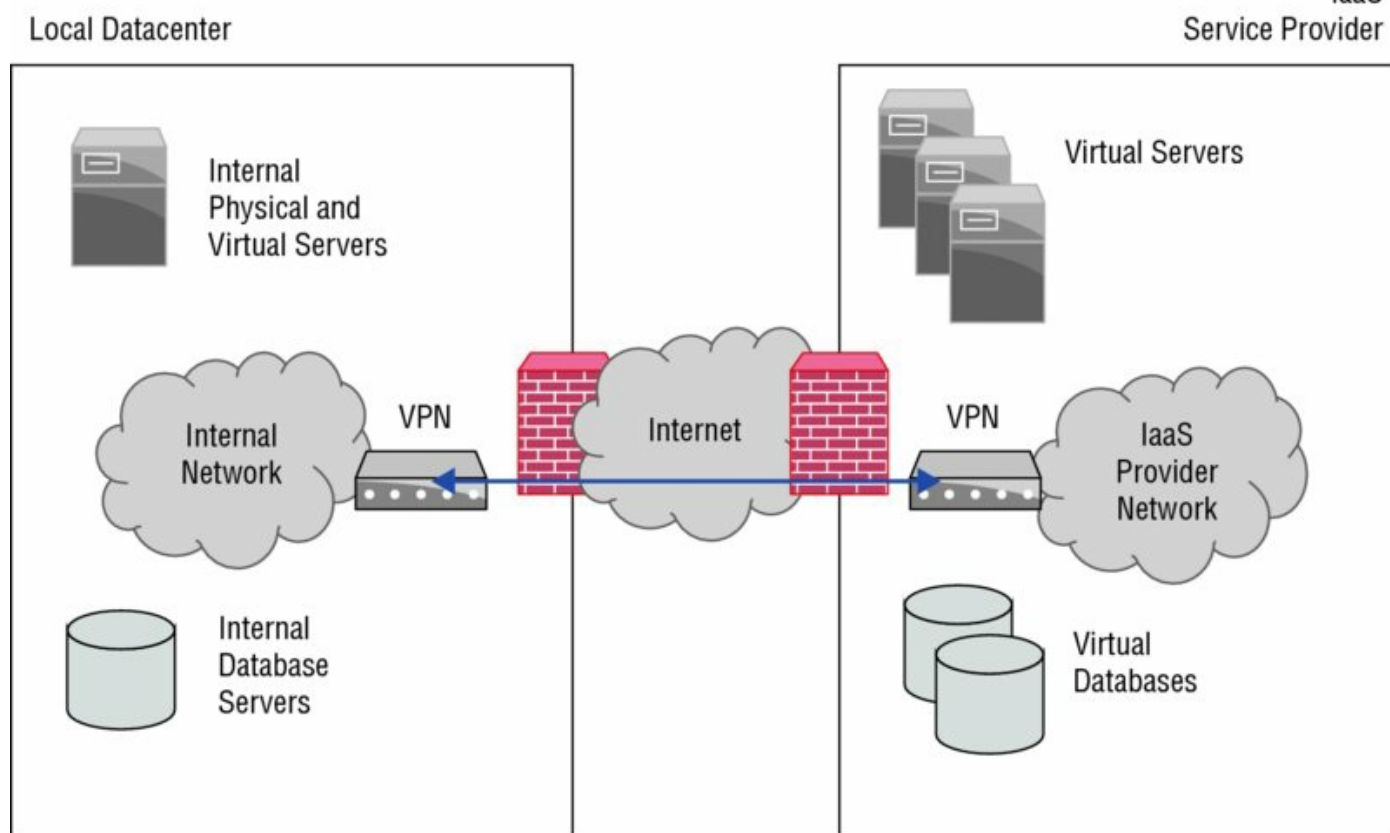 IaaS
Local Datacenter
Service Provider
Internal
Physical and
Virtual Servers
Virtual Servers
Internal
Network
VPN
Internet
VPN
IaaS
Provider
Network
Internal
Database
Servers
Virtual
Databases